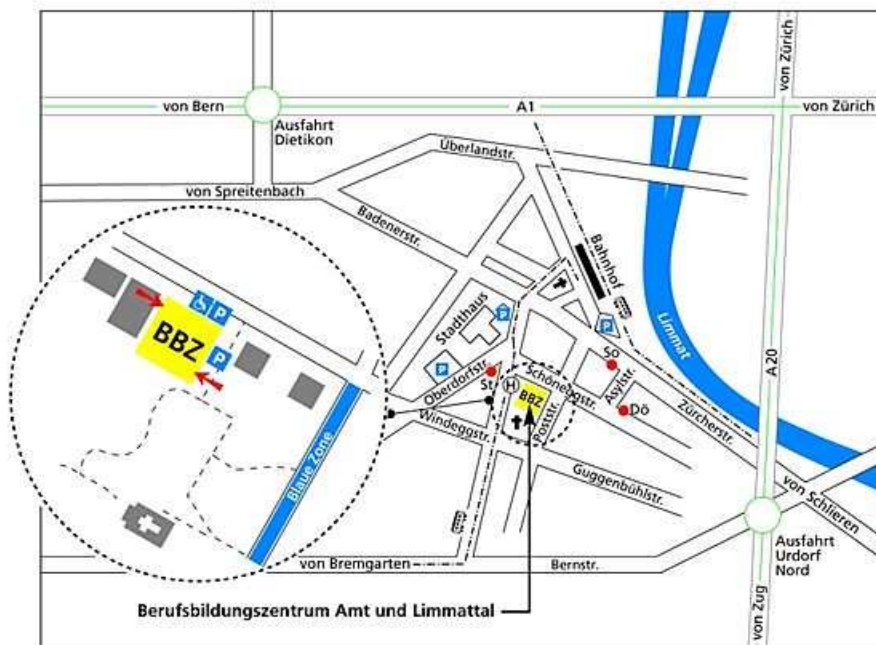 von Bern
A1
von Zürich
von Zürich
Ausfahrt
Dietikon
Überlandstr.
von Spreitenbach
Badenerstr.
Bahnhof
Limmat
A20
Stadthaus
P
P
P
P
P
BBZ
Oberdorfstr.
St
H
BBZ
Schöneggstr.
Poststr.
So
Asylstr.
Dö
Zürcherstr.
Windeggstr.
Guggenbühlstr.
Blaue Zone
von Schlieren
von Bremgarten
Bernstr.
Ausfahrt
Urdorf
Nord
von Zug
Berufsbildungszentrum Amt und Limmattal